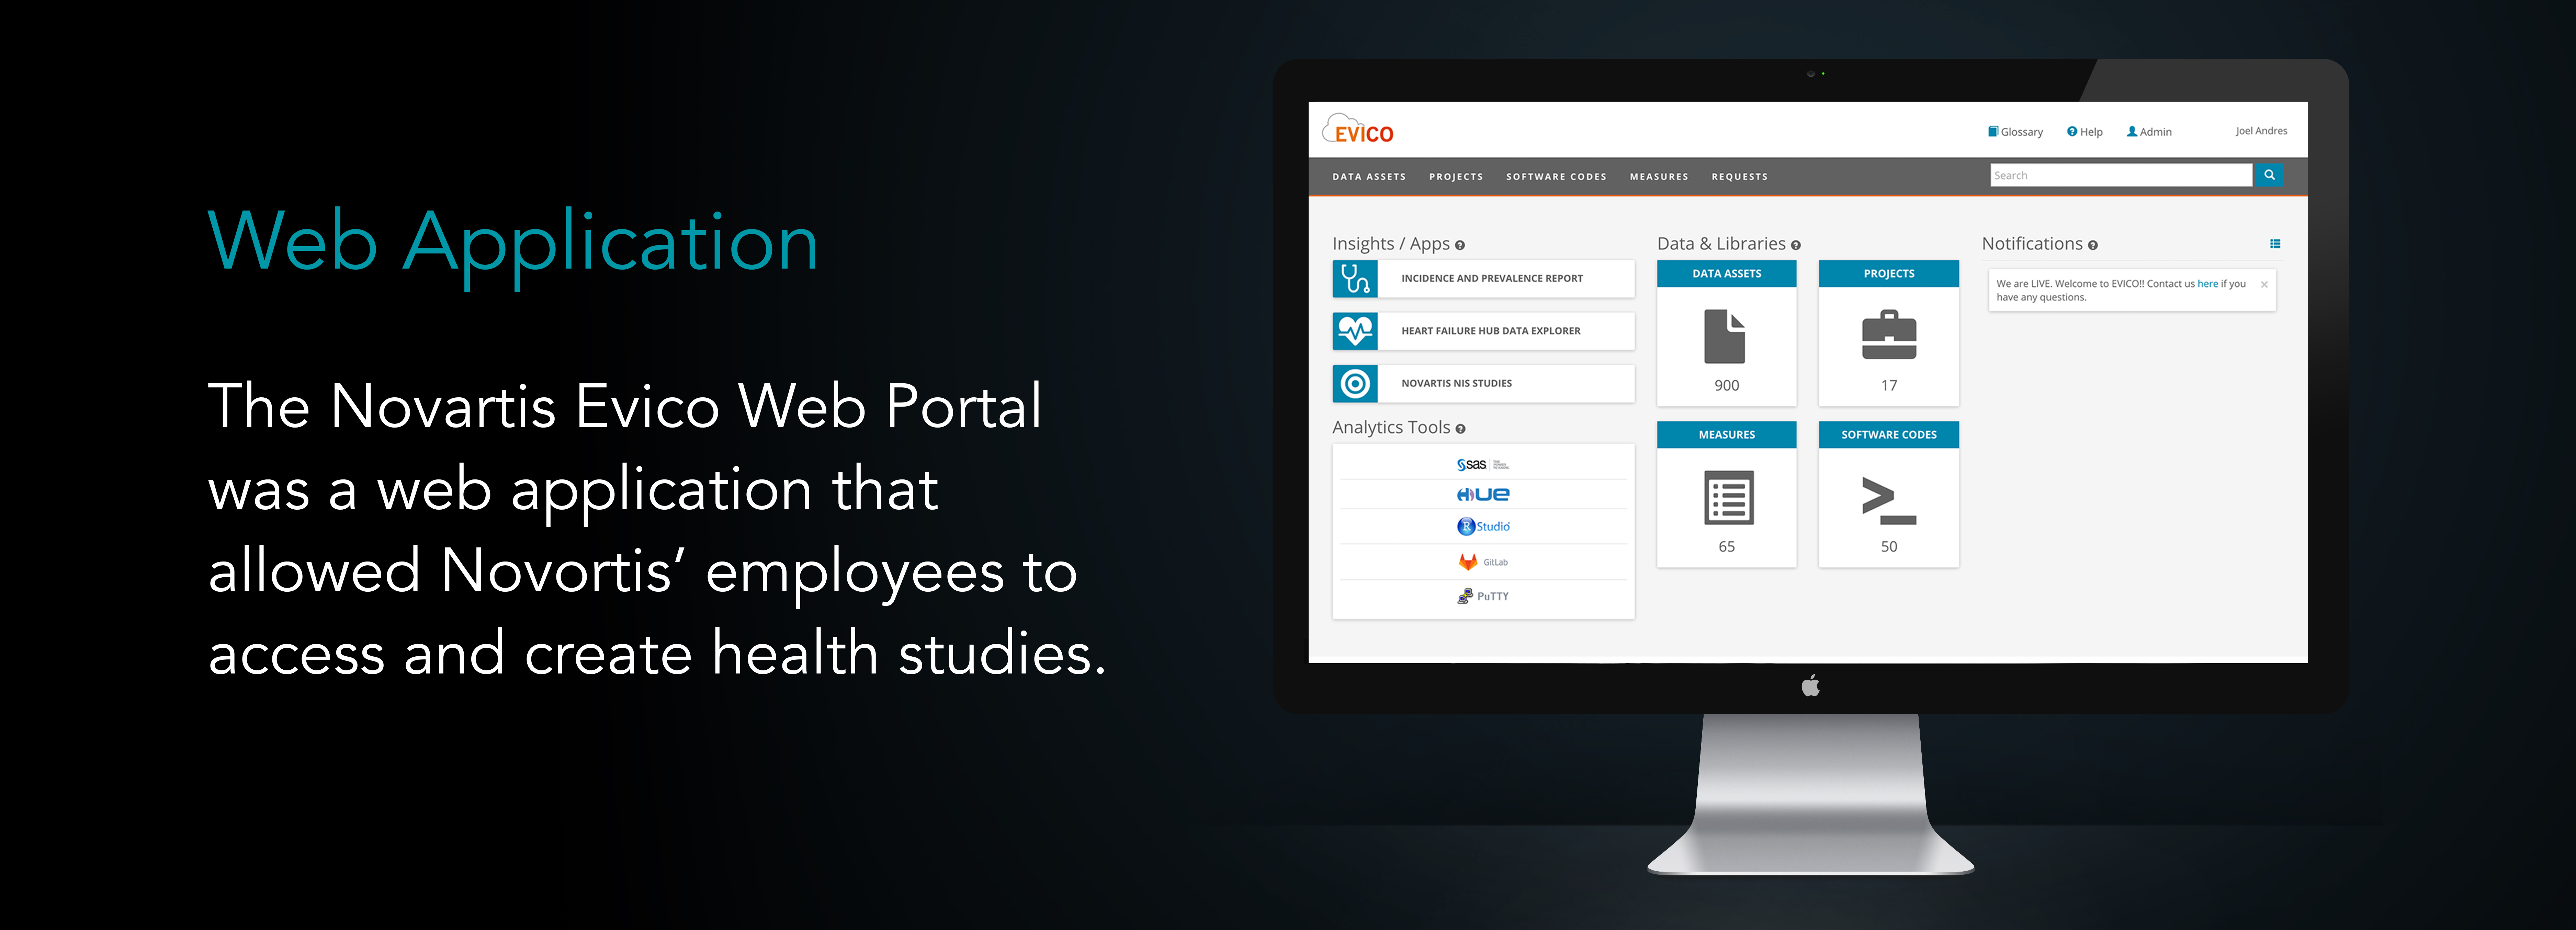 Web Application
The Novartis Evico Web Portal
was a web application that
allowed Novortis’ employees to
access and create health studies.
EVICO
Glossary
Help
Admin
Joel Andres
DATA ASSETS
PROJECTS
SOFTWARE CODES
MEASURES
REQUESTS
Search
Insights / Apps
INCIDENCE AND PREVALENCE REPORT
HEART FAILURE HUB DATA EXPLORER
NOVARTIS NIS STUDIES
Analytics Tools
sas
HUE
R Studio
GitLab
PuTTY
Data & Libraries
DATA ASSETS
900
PROJECTS
17
MEASURES
65
SOFTWARE CODES
>_
50
Notifications
We are LIVE. Welcome to EVICO!! Contact us here if you
have any questions.